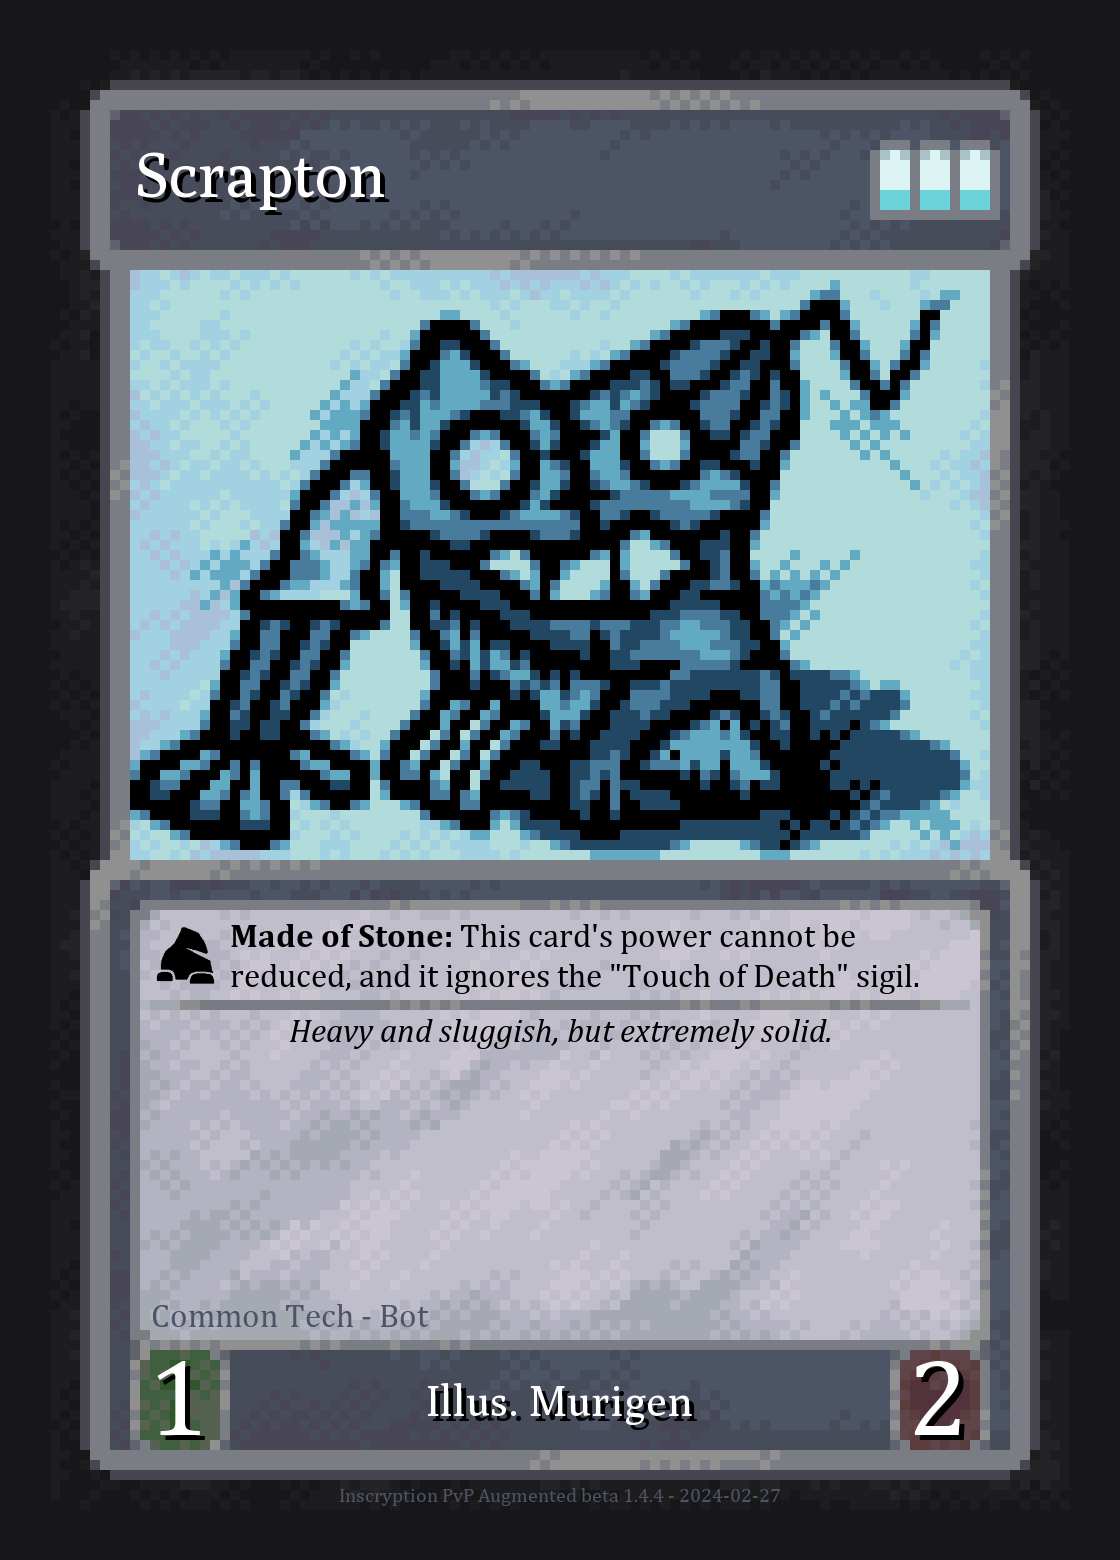 Scrapton
Made of Stone: This card's power cannot be
reduced, and it ignores the "Touch of Death" sigil.
Heavy and sluggish, but extremely solid.
Common Tech - Bot
1
Illus. Murigen
2
Inscryption PvP Augmented beta 1.4.4 - 2024-02-27